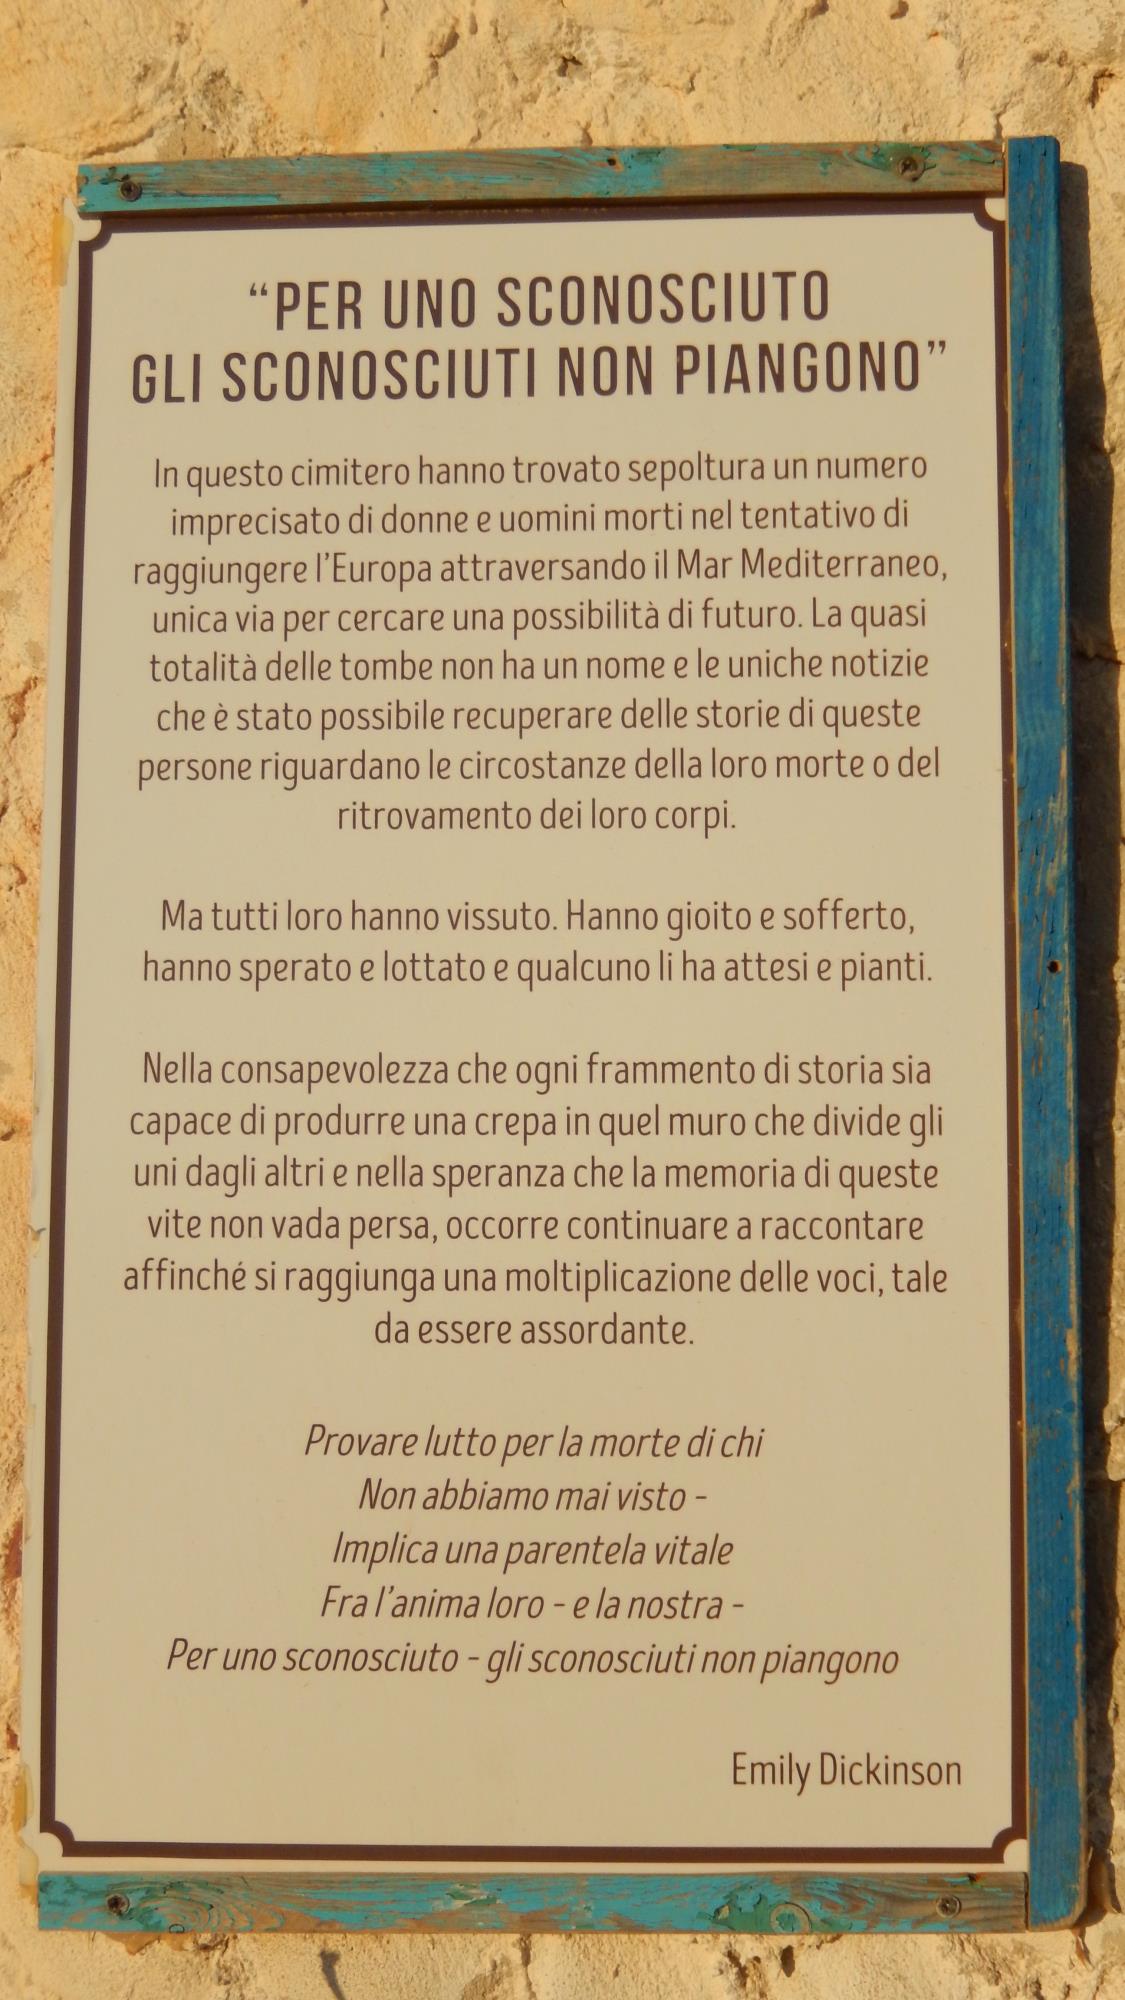 “PER UNO SCONOSCIUTO
GLI SCONOSCIUTI NON PIANGONO”
In questo cimitero hanno trovato sepoltura un numero
imprecisato di donne e uomini morti nel tentativo di
raggiungere l’Europa attraversando il Mar Mediterraneo,
unica via per cercare una possibilità di futuro. La quasi
totalità delle tombe non ha un nome e le uniche notizie
che è stato possibile recuperare delle storie di queste
persone riguardano le circostanze della loro morte o del
ritrovamento dei loro corpi.
Ma tutti loro hanno vissuto. Hanno gioito e sofferto,
hanno sperato e lottato e qualcuno li ha attesi e pianti.
Nella consapevolezza che ogni frammento di storia sia
capace di produrre una crepa in quel muro che divide gli
uni dagli altri e nella speranza che la memoria di queste
vite non vada persa, occorre continuare a raccontare
affinché si raggiunga una moltiplicazione delle voci, tale
da essere assordante.
Provare lutto per la morte di chi
Non abbiamo mai visto -
Implica una parentela vitale
Fra l’anima loro - e la nostra -
Per uno sconosciuto - gli sconosciuti non piangono
Emily Dickinson